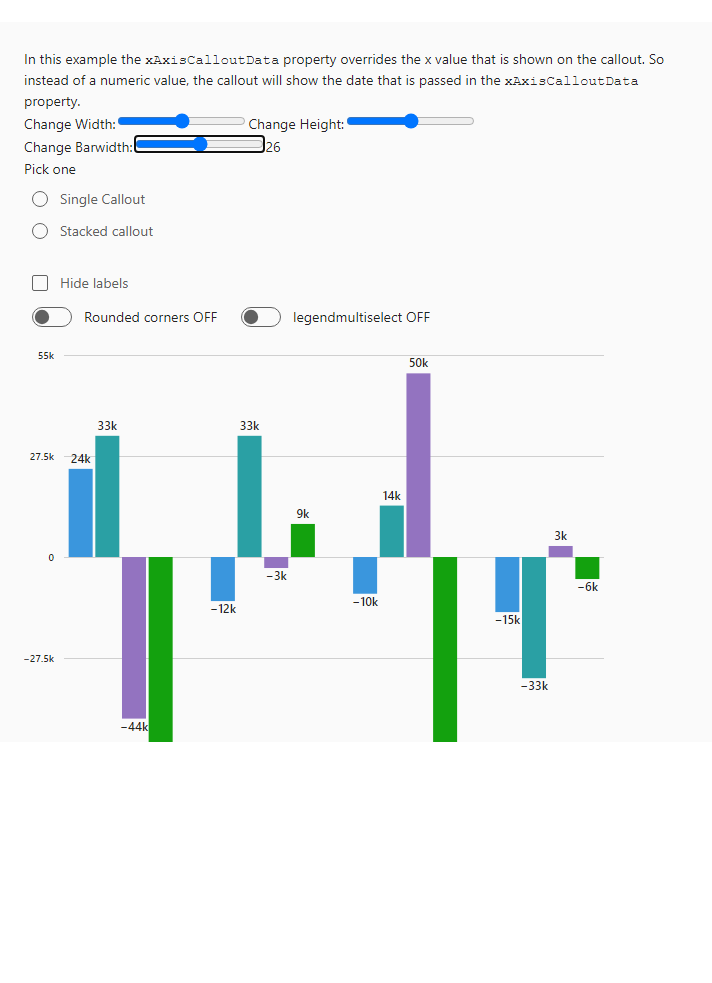 In this example the xAxisCalloutData property overrides the x value that is shown on the callout. So
instead of a numeric value, the callout will show the date that is passed in the xAxisCalloutData
property.
Change Width: Change Height:
Change Barwidth: 26
Pick one
Single Callout
Stacked callout
Hide labels
Rounded corners OFF legendmultiselect OFF
55k
50k
33k 33k
27.5k 24k
14k
9k
3k
0
−3k
−6k
−10k
−12k
−15k
−27.5k
−33k
−44k